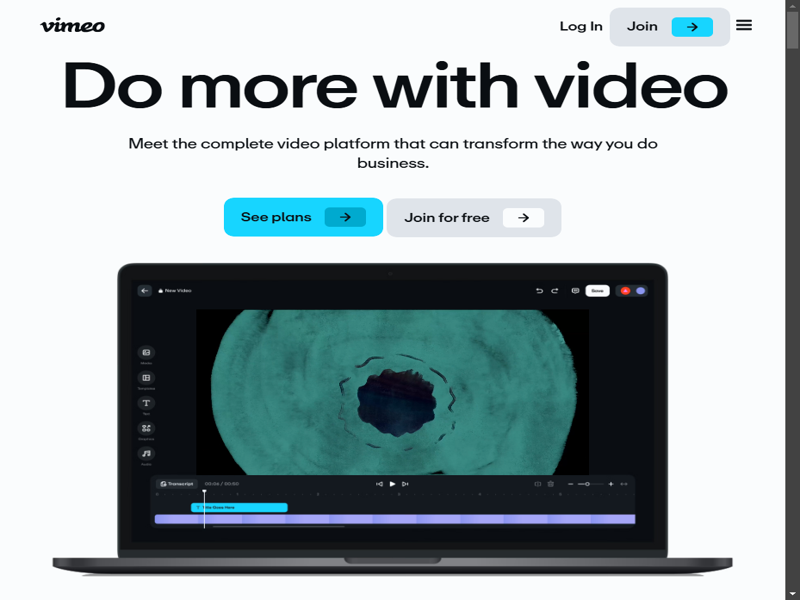 vimeo
Log In
Join
Do more with video
Meet the complete video platform that can transform the way you do
business.
See plans
Join for free
New Video
Save
Transcript
Title Goes Here